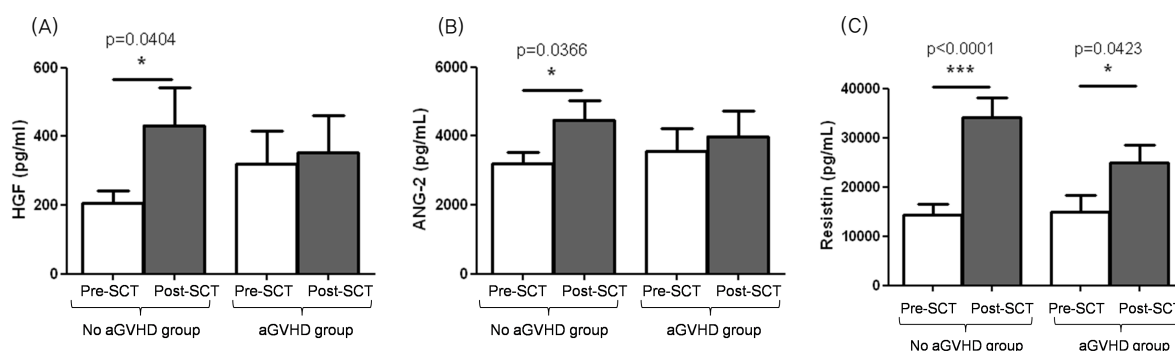 (A)
p=0.0404
*
HGF (pg/ml)
600
400
200
0
Pre-SCT Post-SCT Pre-SCT Post-SCT
No aGVHD group aGVHD group
(B)
p=0.0366
*
ANG-2 (pg/mL)
6000
4000
2000
0
Pre-SCT Post-SCT Pre-SCT Post-SCT
No aGVHD group aGVHD group
(C)
p<0.0001 p=0.0423
*** *
Resistin (pg/mL)
40000
30000
20000
10000
0
Pre-SCT Post-SCT Pre-SCT Post-SCT
No aGVHD group aGVHD group